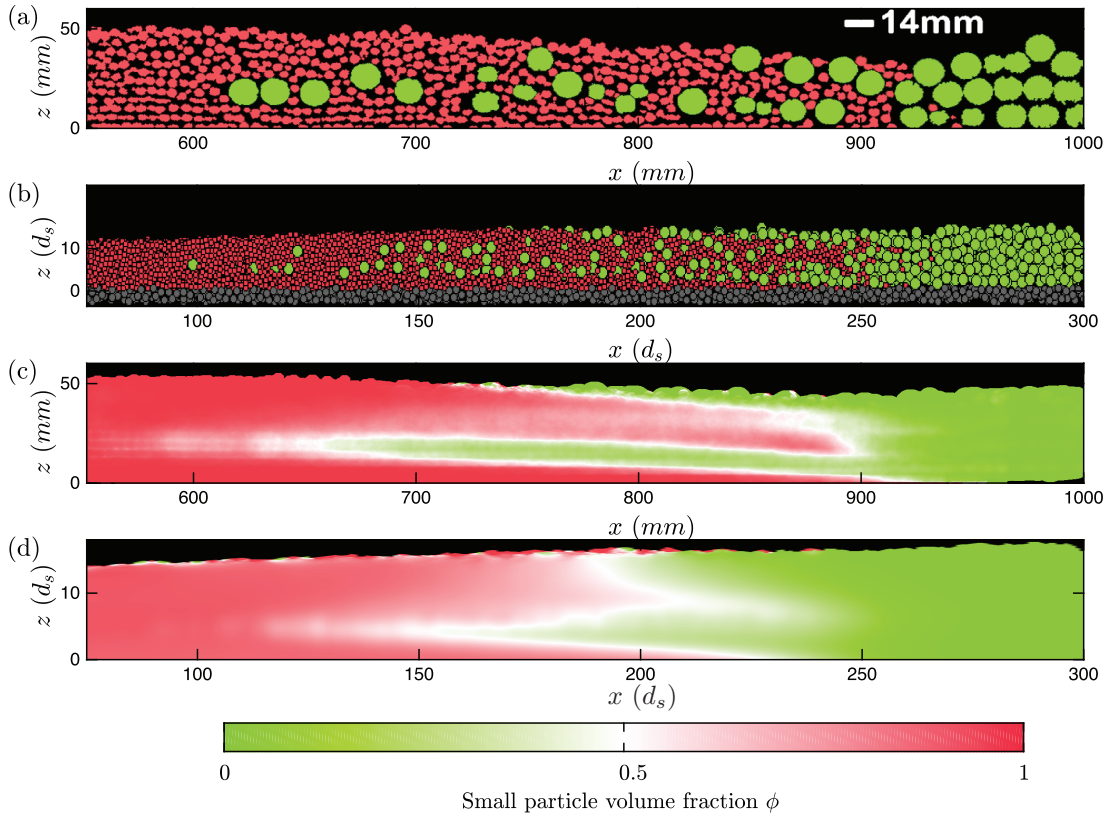 (a)
z (mm)
50
0
14mm
600
700
800
900
1000
x (mm)
(b)
z (d_s)
10
0
100
150
200
250
300
x (d_s)
(c)
z (mm)
50
0
600
700
800
900
1000
x (mm)
(d)
z (d_s)
10
0
100
150
200
250
300
x (d_s)
0
0.5
1
Small particle volume fraction ϕ